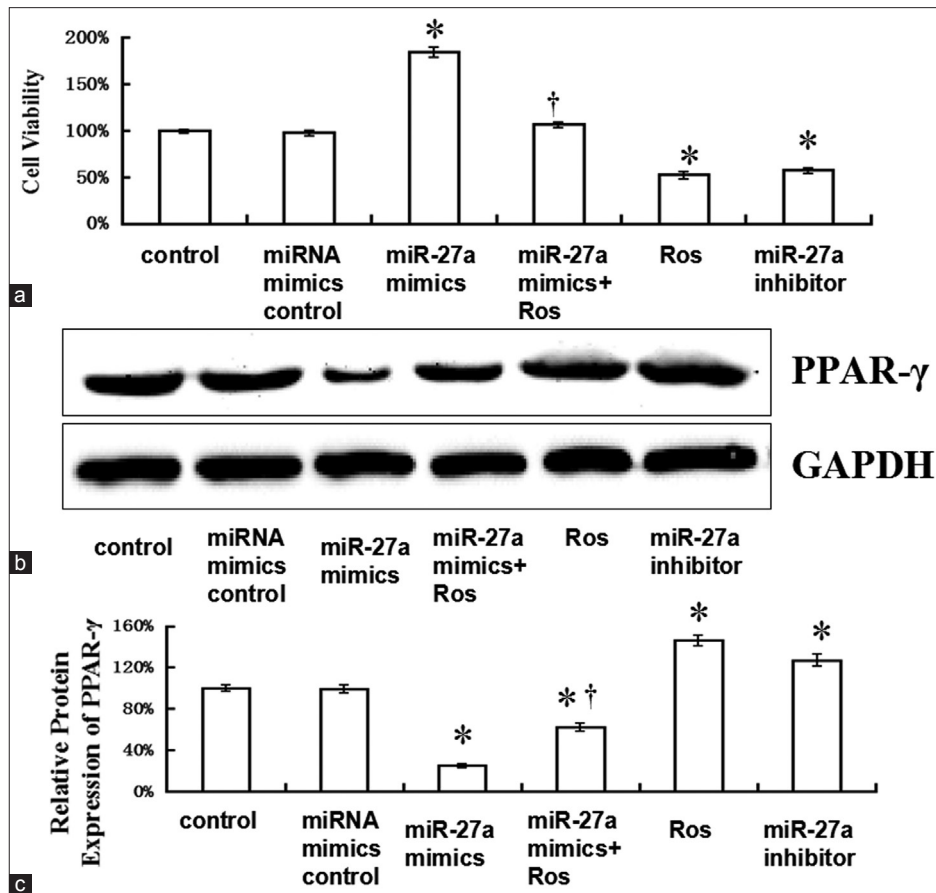 200%
150%
100%
50%
0%
Cell Viability
*
†
*
*
control
miRNA
mimics
control
miR-27a
mimics
miR-27a
mimics+
Ros
Ros
miR-27a
inhibitor
a
PPAR-γ
GAPDH
control
miRNA
mimics
control
miR-27a
mimics
miR-27a
mimics+
Ros
Ros
miR-27a
inhibitor
b
160%
120%
80%
40%
0%
Relative Protein
Expression of PPAR-γ
*
*†
*
*
control
miRNA
mimics
control
miR-27a
mimics
miR-27a
mimics+
Ros
Ros
miR-27a
inhibitor
c